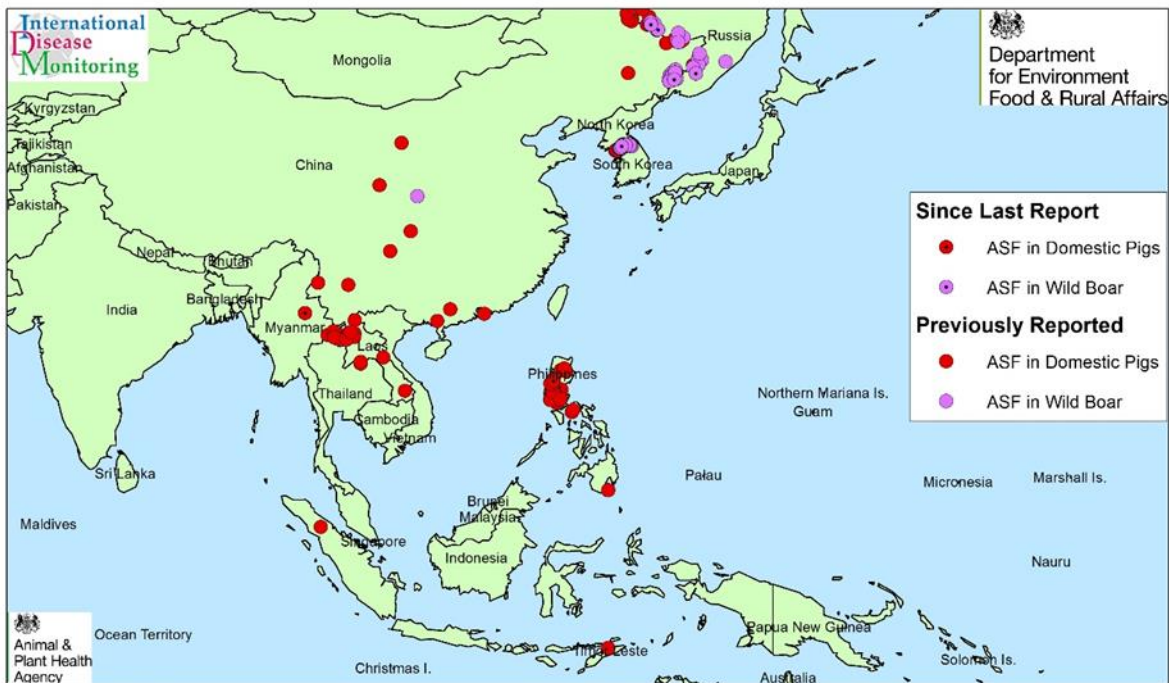 International
Disease
Monitoring
Department
for Environment
Food & Rural Affairs
Russia
Mongolia
Kyrgyzstan
Tajikistan
Afghanistan
Pakistan
China
North Korea
South Korea
Japan
Nepal
Bhutan
Bangladesh
India
Myanmar
Laos
Thailand
Cambodia
Vietnam
Philippines
Northern Mariana Is.
Guam
Sri Lanka
Maldives
Palau
Micronesia
Marshall Is.
Brunei
Malaysia
Singapore
Indonesia
Nauru
Papua New Guinea
Timor Leste
Solomon Is.
Ocean Territory
Christmas I.
Australia
Since Last Report
ASF in Domestic Pigs
ASF in Wild Boar
Previously Reported
ASF in Domestic Pigs
ASF in Wild Boar
Animal &
Plant Health
Agency